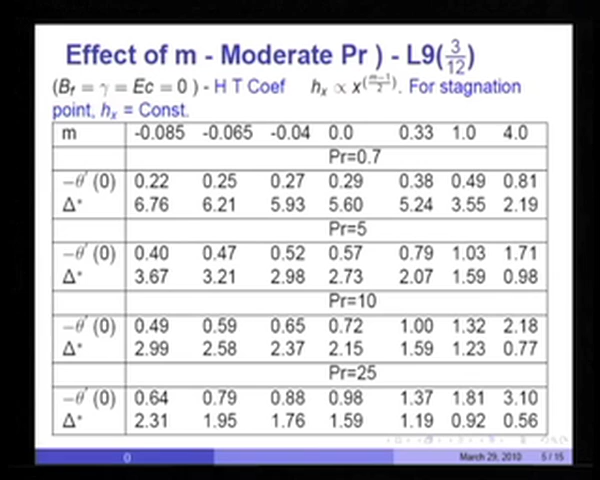 Effect of m - Moderate Pr ) - L9(3/12)
(Bf = γ = Ec = 0 ) - H T Coef hx ∝ x^((m−1)/2). For stagnation
point, hx = Const.
m -0.085 -0.065 -0.04 0.0 0.33 1.0 4.0
Pr=0.7
−θ′ (0) 0.22 0.25 0.27 0.29 0.38 0.49 0.81
Δ* 6.76 6.21 5.93 5.60 5.24 3.55 2.19
Pr=5
−θ′ (0) 0.40 0.47 0.52 0.57 0.79 1.03 1.71
Δ* 3.67 3.21 2.98 2.73 2.07 1.59 0.98
Pr=10
−θ′ (0) 0.49 0.59 0.65 0.72 1.00 1.32 2.18
Δ* 2.99 2.58 2.37 2.15 1.59 1.23 0.77
Pr=25
−θ′ (0) 0.64 0.79 0.88 0.98 1.37 1.81 3.10
Δ* 2.31 1.95 1.76 1.59 1.19 0.92 0.56
() March 29, 2010 5 / 15